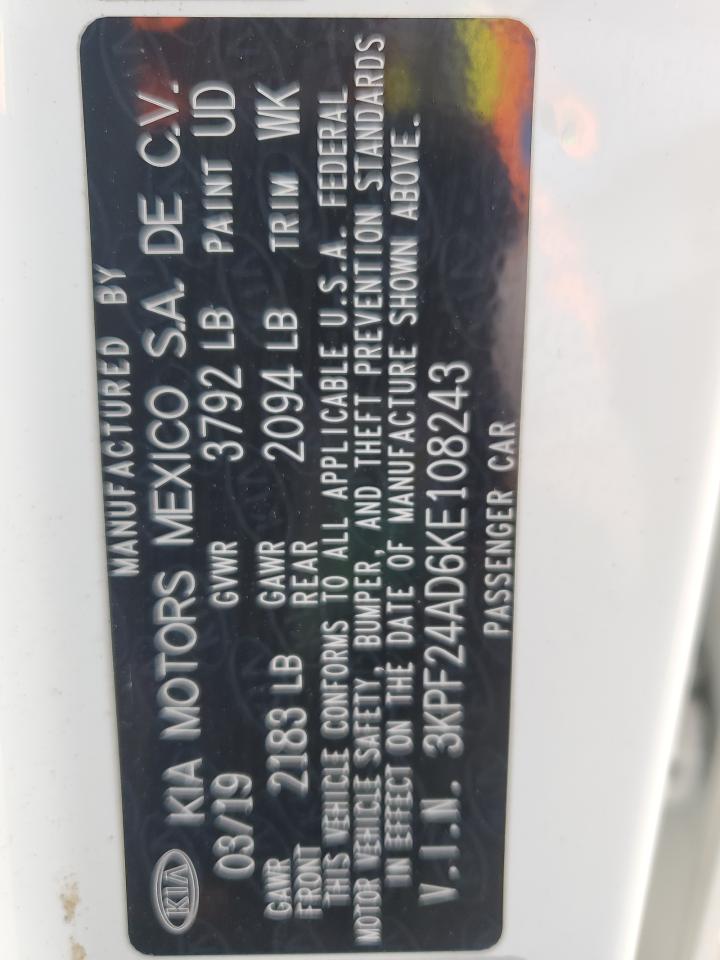 MANUFACTURED BY
KIA KIA MOTORS MEXICO S.A. DE C.V.
03/19 GVWR 3792 LB PAINT UD
GAWR FRONT 2183 LB GAWR REAR 2094 LB TRIM WK
THIS VEHICLE CONFORMS TO ALL APPLICABLE U.S.A. FEDERAL
MOTOR VEHICLE SAFETY, BUMPER, AND THEFT PREVENTION STANDARDS
IN EFFECT ON THE DATE OF MANUFACTURE SHOWN ABOVE.
V.I.N. 3KPF24AD6KE108243
PASSENGER CAR